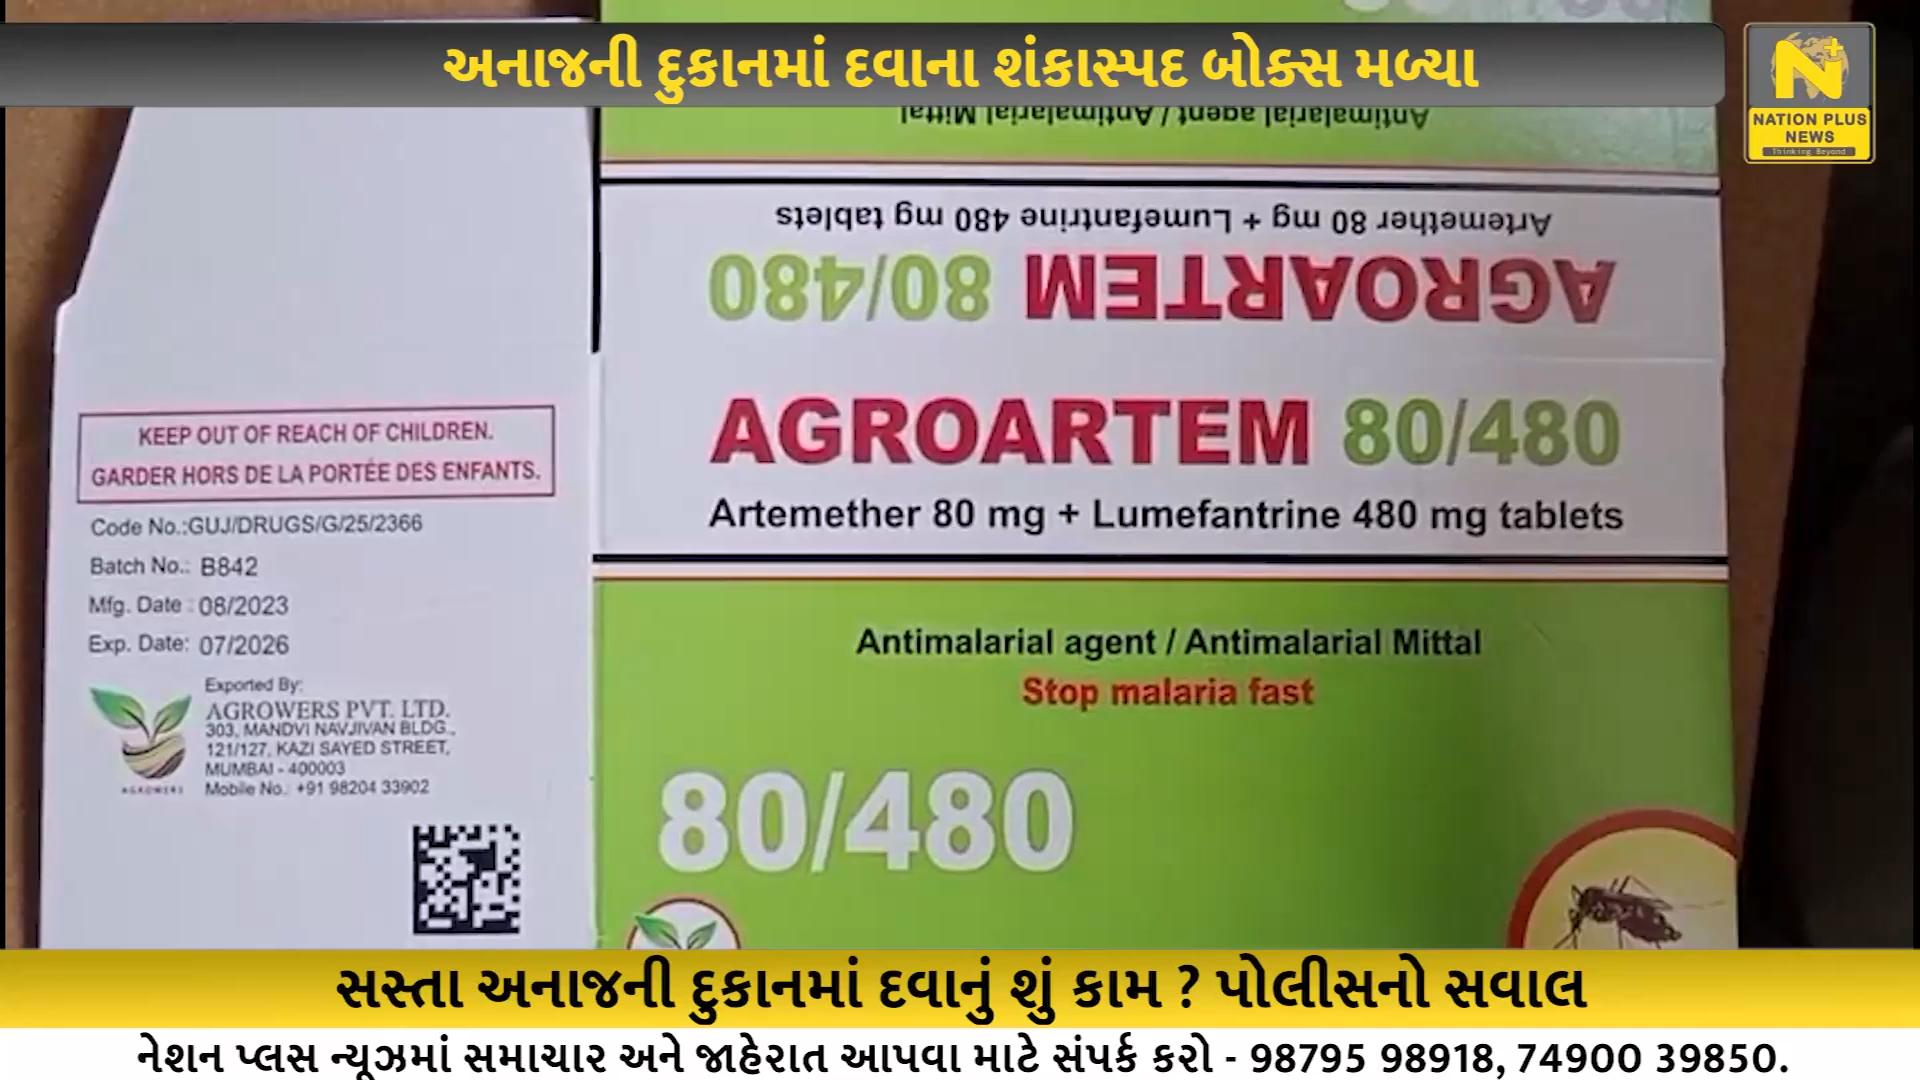 અનાજની દુકાનમાં દવાના શંકાસ્પદ બોક્સ મળ્યા
NATION PLUS
NEWS
Thinking Beyond
Antimalarial agent / Antimalarial Mittal
Artemether 80 mg + Lumefantrine 480 mg tablets
AGROARTEM 80/480
AGROARTEM 80/480
Artemether 80 mg + Lumefantrine 480 mg tablets
KEEP OUT OF REACH OF CHILDREN.
GARDER HORS DE LA PORTÉE DES ENFANTS.
Code No.:GUJ/DRUGS/G/25/2366
Batch No.: B842
Mfg. Date : 08/2023
Exp. Date: 07/2026
Exported By:
AGROWERS PVT. LTD.
303, MANDVI NAVJIVAN BLDG.,
121/127, KAZI SAYED STREET,
MUMBAI - 400003
Mobile No.: +91 98204 33902
AGROWERS
Antimalarial agent / Antimalarial Mittal
Stop malaria fast
80/480
સસ્તા અનાજની દુકાનમાં દવાનું શું કામ ? પોલીસનો સવાલ
નેશન પ્લસ ન્યૂઝમાં સમાચાર અને જાહેરાત આપવા માટે સંપર્ક કરો - 98795 98918, 74900 39850.